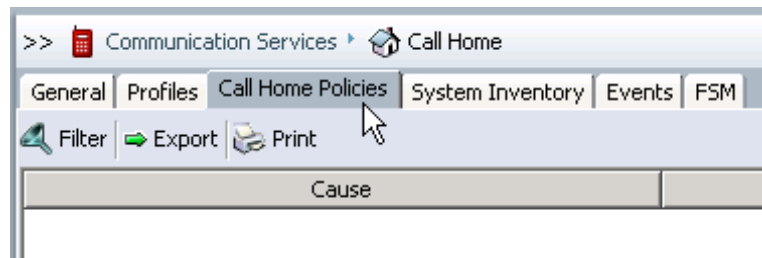 >> Communication Services Call Home
General Profiles Call Home Policies System Inventory Events FSM
Filter Export Print
Cause